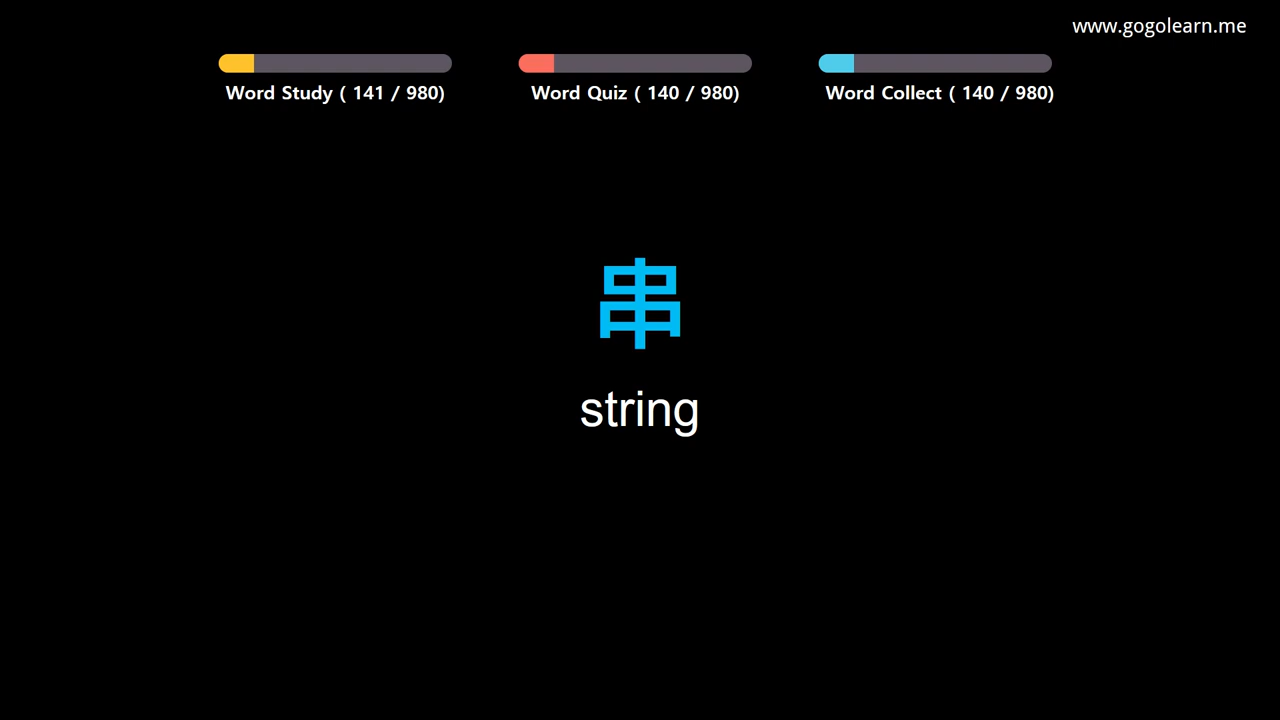 www.gogolearn.me
Word Study ( 141 / 980)
Word Quiz ( 140 / 980)
Word Collect ( 140 / 980)
串
string